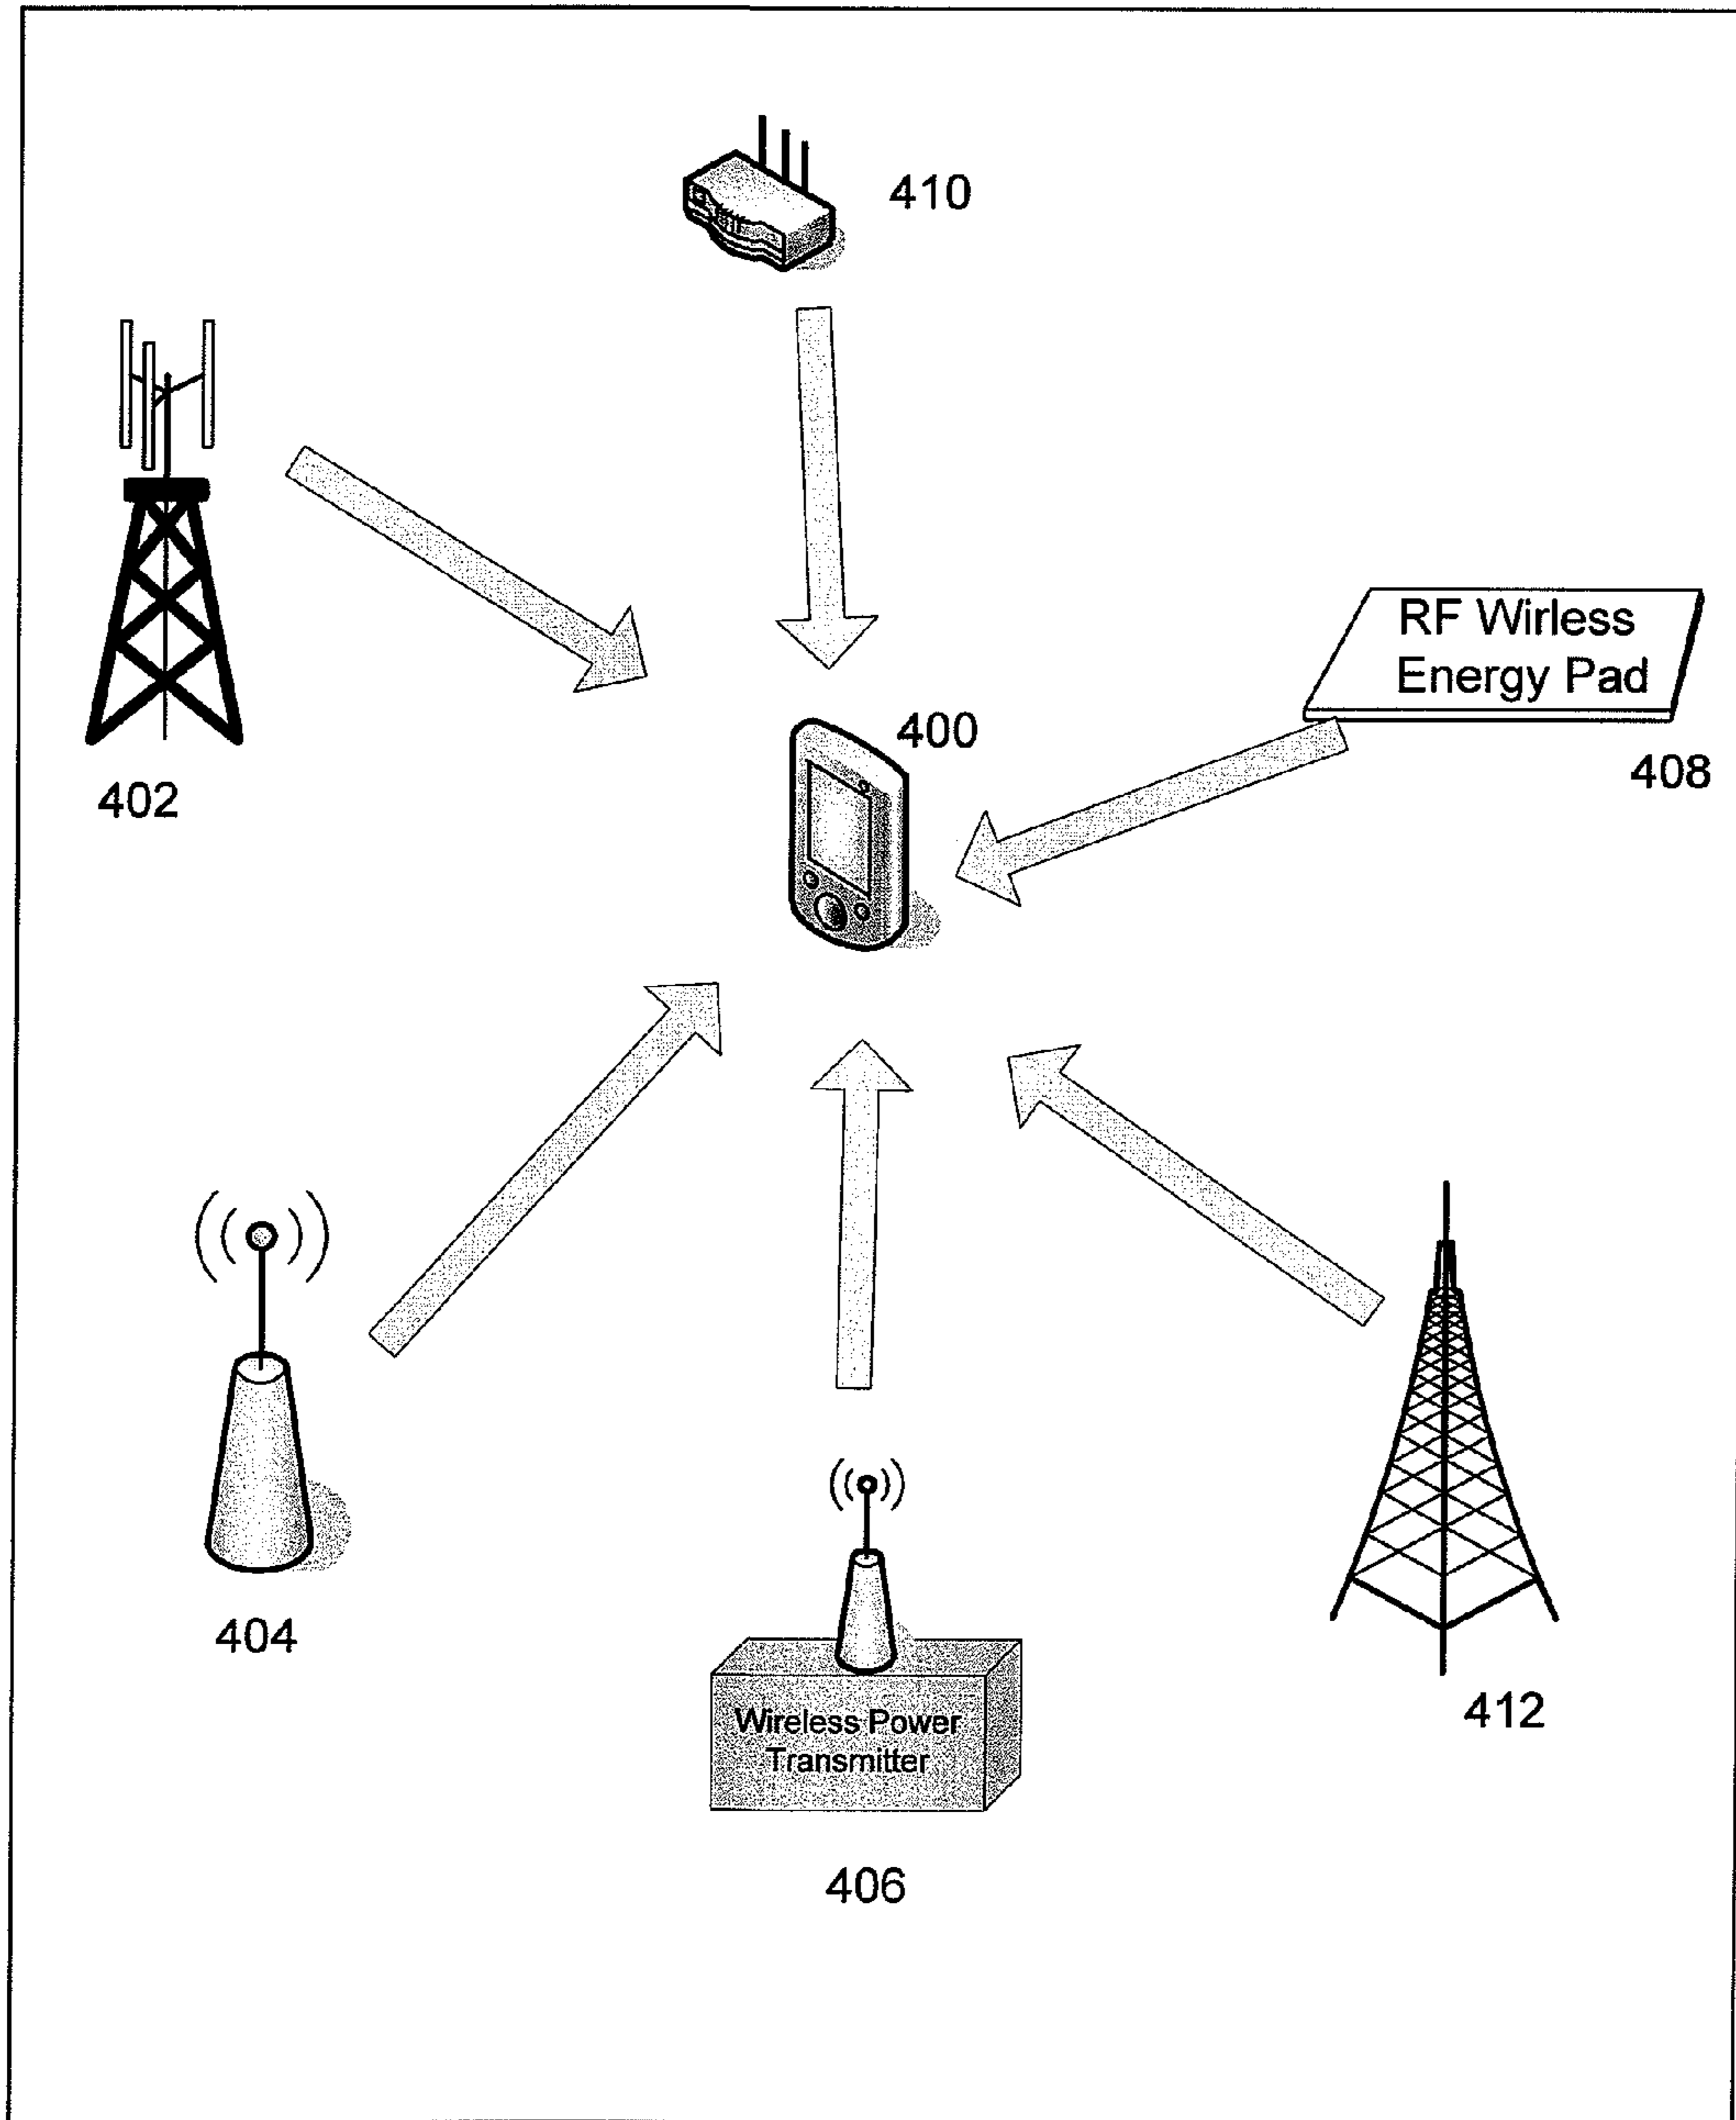 410
400
RF Wirless
Energy Pad
408
402
404
Wireless Power
Transmitter
412
406